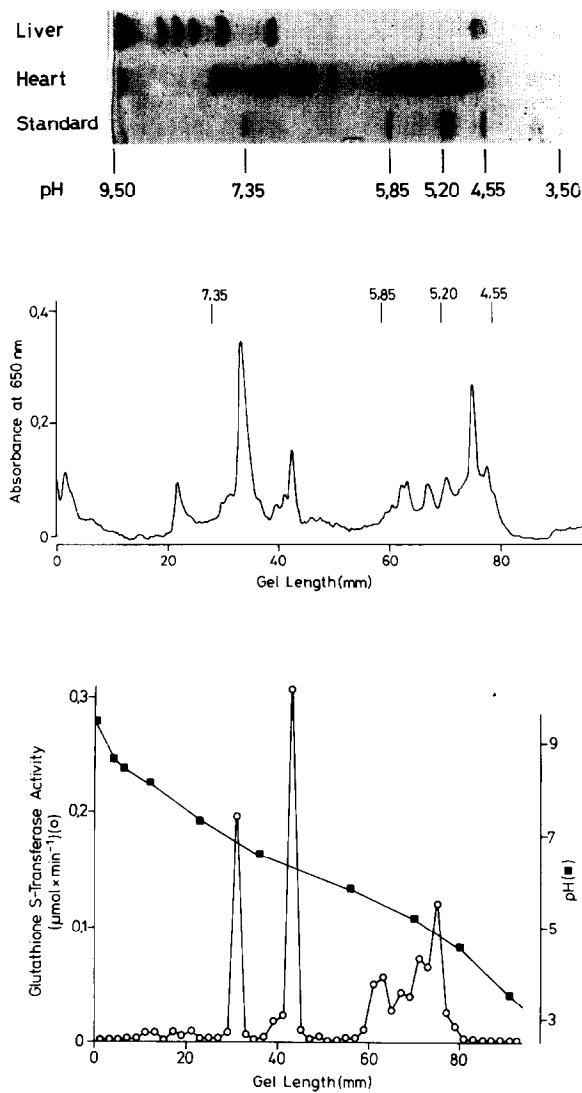 Liver
Heart
Standard
pH 9,50 7,35 5,85 5,20 4,55 3,50
7,35 5,85 5,20 4,55
0,4
0,2
0
Absorbance at 650 nm
0 20 40 60 80
Gel Length(mm)
0,3
0,2
0,1
0
Glutathione S-Transferase Activity
(μmol × min⁻¹)(o)
9
7
5
3
pH(■)
0 20 40 60 80
Gel Length(mm)